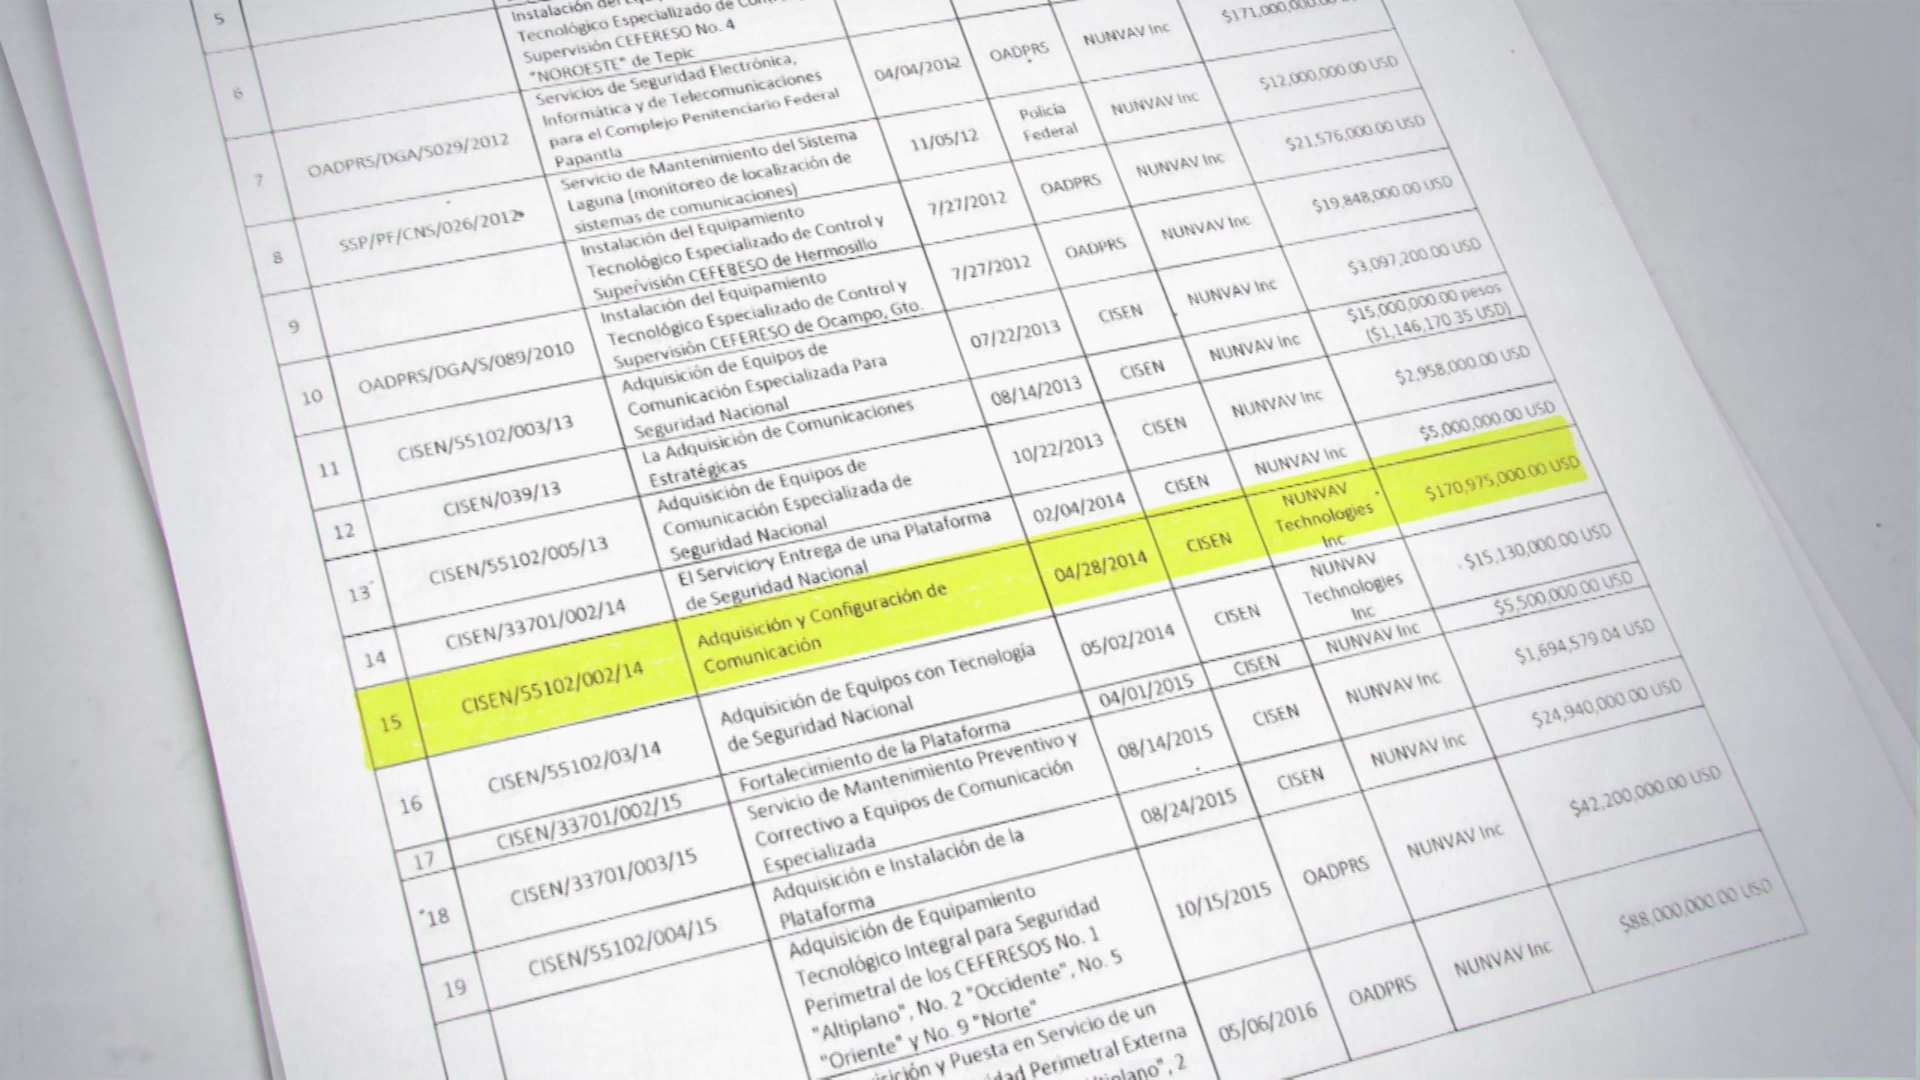 5
Instalación del
Tecnológico Especializado de
Supervisión CEFERESO No. 4
"NOROESTE" de Tepic
$171,000,000.00
6
Servicios de Seguridad Electrónica,
Informática y de Telecomunicaciones
para el Complejo Penitenciario Federal
Papantla
04/04/2012
OADPRS
NUNVAV Inc
$12,000,000.00 USD
7
OADPRS/DGA/S029/2012
Servicio de Mantenimiento del Sistema
Laguna (monitoreo de localización de
sistemas de comunicaciones)
11/05/12
Policía
Federal
NUNVAV Inc
$21,576,000.00 USD
8
SSP/PF/CNS/026/2012
Instalación del Equipamiento
Tecnológico Especializado de Control y
Supervisión CEFEBESO de Hermosillo
7/27/2012
OADPRS
NUNVAV Inc
$19,848,000.00 USD
9
Instalación del Equipamiento
Tecnológico Especializado de Control y
Supervisión CEFERESO de Ocampo, Gto.
7/27/2012
OADPRS
NUNVAV Inc
$3,097,200.00 USD
10
OADPRS/DGA/S/089/2010
Adquisición de Equipos de
Comunicación Especializada Para
Seguridad Nacional
07/22/2013
CISEN
NUNVAV Inc
$15,000,000.00 pesos
($1,146,170.35 USD)
11
CISEN/55102/003/13
La Adquisición de Comunicaciones
Estratégicas
08/14/2013
CISEN
NUNVAV Inc
$2,958,000.00 USD
12
CISEN/039/13
Adquisición de Equipos de
Comunicación Especializada de
Seguridad Nacional
10/22/2013
CISEN
NUNVAV Inc
$5,000,000.00 USD
13
CISEN/55102/005/13
El Servicio y Entrega de una Plataforma
de Seguridad Nacional
02/04/2014
CISEN
NUNVAV Inc
14
CISEN/33701/002/14
15
CISEN/55102/002/14
Adquisición y Configuración de
Comunicación
04/28/2014
CISEN
NUNVAV
Technologies
Inc
$170,975,000.00 USD
16
CISEN/55102/03/14
Adquisición de Equipos con Tecnología
de Seguridad Nacional
05/02/2014
CISEN
NUNVAV
Technologies
Inc
$15,130,000.00 USD
17
CISEN/33701/002/15
Fortalecimiento de la Plataforma
04/01/2015
CISEN
NUNVAV Inc
$5,500,000.00 USD
18
CISEN/33701/003/15
Servicio de Mantenimiento Preventivo y
Correctivo a Equipos de Comunicación
Especializada
08/14/2015
CISEN
NUNVAV Inc
$1,694,579.04 USD
19
CISEN/55102/004/15
Adquisición e Instalación de la
Plataforma
08/24/2015
CISEN
NUNVAV Inc
$24,940,000.00 USD
Adquisición de Equipamiento
Tecnológico Integral para Seguridad
Perimetral de los CEFERESOS No. 1
"Altiplano", No. 2 "Occidente", No. 5
"Oriente" y No. 9 "Norte"
10/15/2015
OADPRS
NUNVAV Inc
$42,200,000.00 USD
y Puesta en Servicio de un
Perimetral Externa
2
05/06/2016
OADPRS
NUNVAV Inc
$88,000,000.00 USD